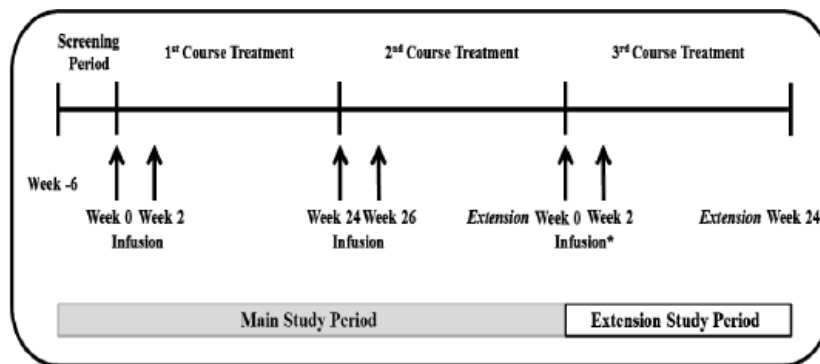 Screening
Period
1st Course Treatment
2nd Course Treatment
3rd Course Treatment
Week -6
Week 0 Week 2
Infusion
Week 24 Week 26
Infusion
Extension Week 0 Week 2
Infusion*
Extension Week 24
Main Study Period
Extension Study Period